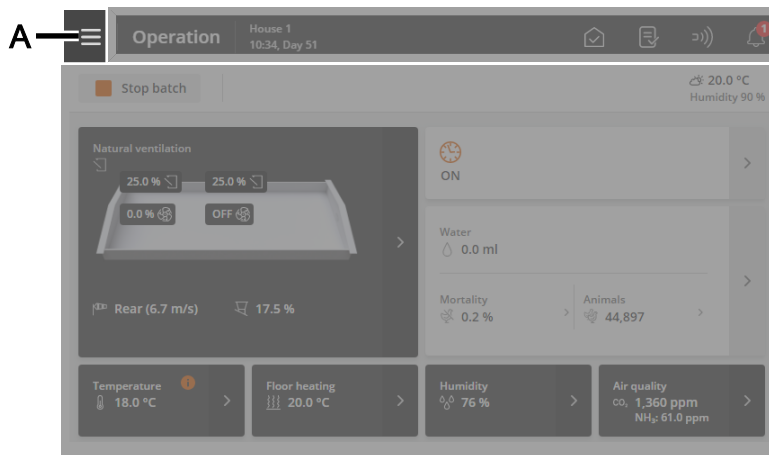 A
Operation
House 1
10:34, Day 51
1
Stop batch
20.0 °C
Humidity 90 %
Natural ventilation
25.0 %
25.0 %
0.0 %
OFF
Rear (6.7 m/s)
17.5 %
ON
Water
0.0 ml
Mortality
0.2 %
Animals
44,897
Temperature
i
18.0 °C
Floor heating
20.0 °C
Humidity
76 %
Air quality
CO₂ 1,360 ppm
NH₃: 61.0 ppm